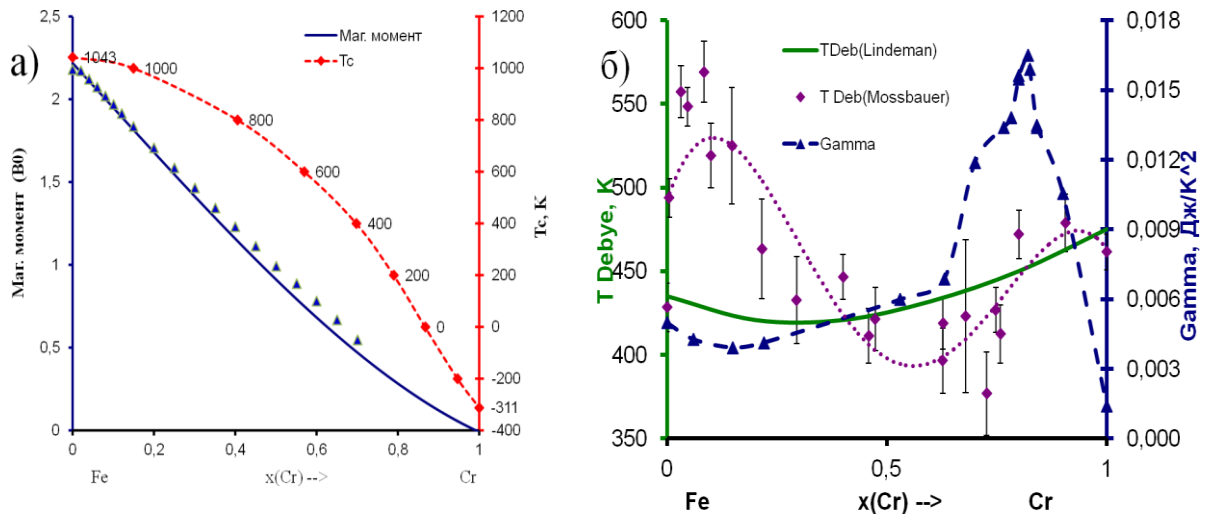 а)
Маг. момент (B0)
2,5
2
1,5
1
0,5
0
Маг. момент
Tc
1043
1000
800
600
400
200
0
1200
1000
800
600
400
200
0
-200
-311
-400
Tc, K
0
0,2
0,4
0,6
0,8
1
Fe
x(Cr) -->
Cr
б)
T Debye, K
600
550
500
450
400
350
TDeb(Lindeman)
T Deb(Mossbauer)
Gamma
0,018
0,015
0,012
0,009
0,006
0,003
0,000
Gamma, Дж/K^2
0
0,5
1
Fe
x(Cr) -->
Cr